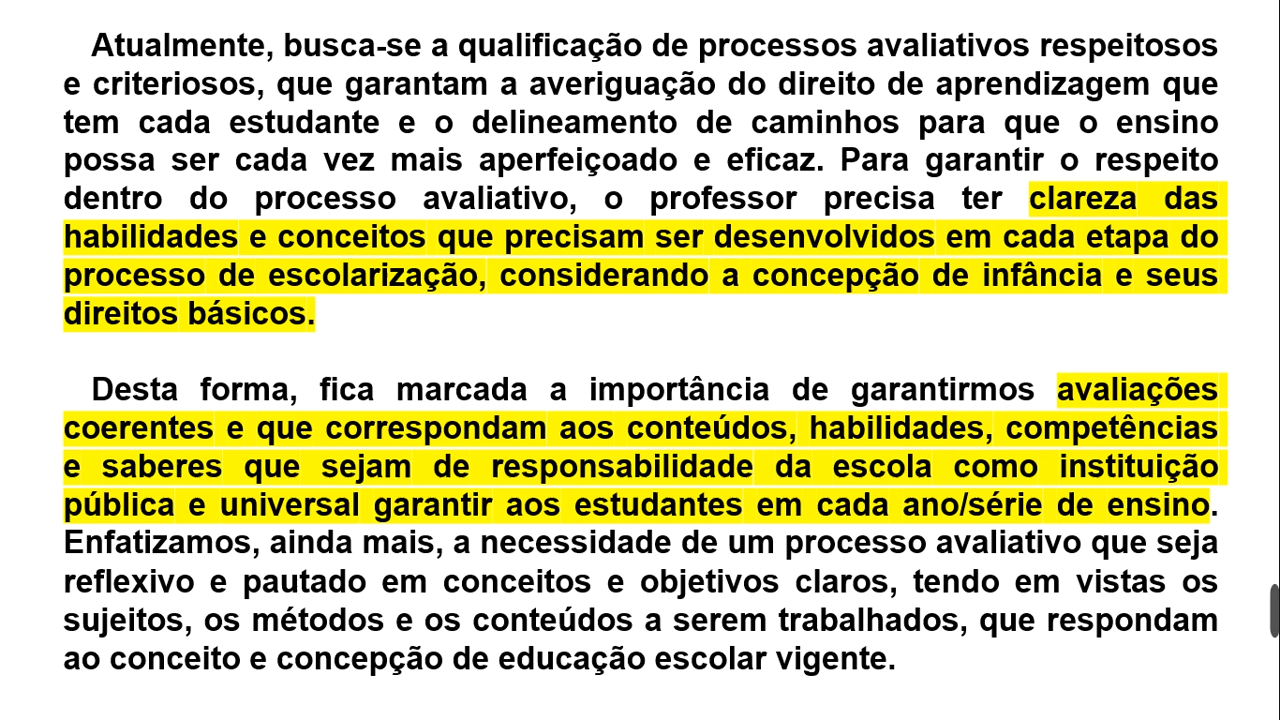 Atualmente, busca-se a qualificação de processos avaliativos respeitosos
e criteriosos, que garantam a averiguação do direito de aprendizagem que
tem cada estudante e o delineamento de caminhos para que o ensino
possa ser cada vez mais aperfeiçoado e eficaz. Para garantir o respeito
dentro do processo avaliativo, o professor precisa ter clareza das
habilidades e conceitos que precisam ser desenvolvidos em cada etapa do
processo de escolarização, considerando a concepção de infância e seus
direitos básicos.
Desta forma, fica marcada a importância de garantirmos avaliações
coerentes e que correspondam aos conteúdos, habilidades, competências
e saberes que sejam de responsabilidade da escola como instituição
pública e universal garantir aos estudantes em cada ano/série de ensino.
Enfatizamos, ainda mais, a necessidade de um processo avaliativo que seja
reflexivo e pautado em conceitos e objetivos claros, tendo em vistas os
sujeitos, os métodos e os conteúdos a serem trabalhados, que respondam
ao conceito e concepção de educação escolar vigente.